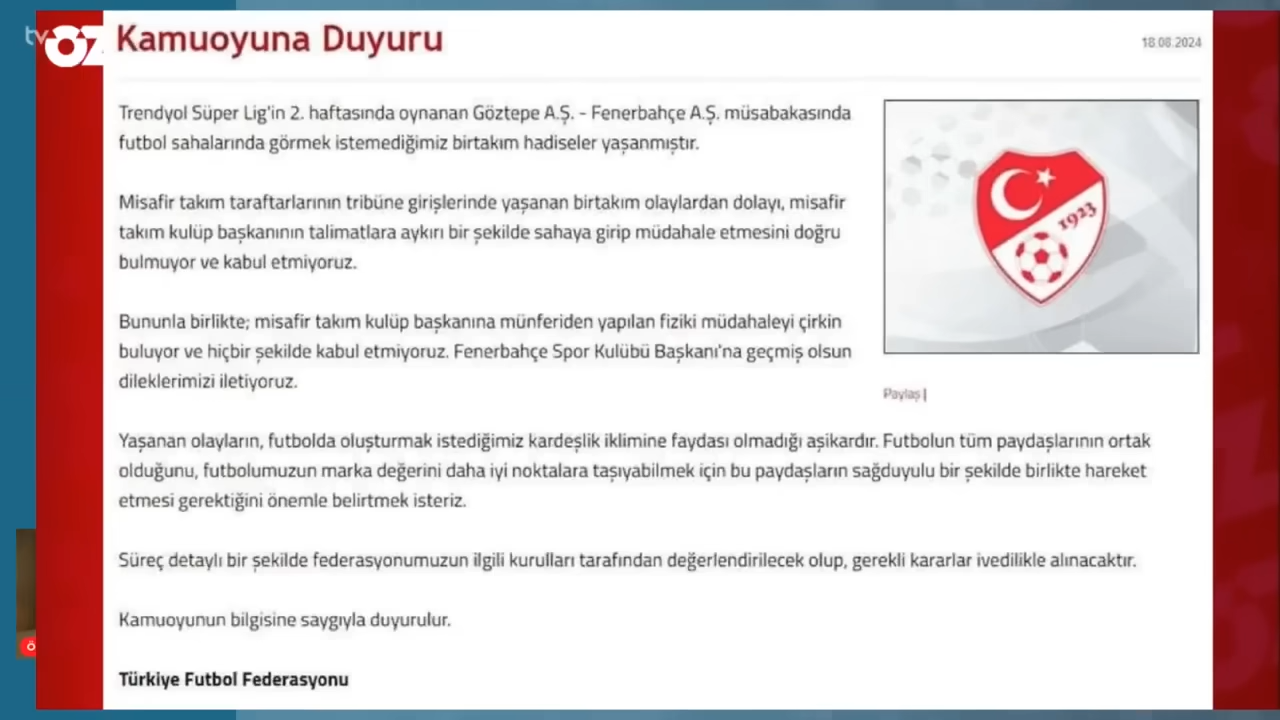 tv
ÖZ
Kamuoyuna Duyuru
18.08.2024
Trendyol Süper Lig'in 2. haftasında oynanan Göztepe A.Ş. - Fenerbahçe A.Ş. müsabakasında
futbol sahalarında görmek istemediğimiz birtakım hadiseler yaşanmıştır.
Misafir takım taraftarlarının tribüne girişlerinde yaşanan birtakım olaylardan dolayı, misafir
takım kulüp başkanının talimatlara aykırı bir şekilde sahaya girip müdahale etmesini doğru
bulmuyor ve kabul etmiyoruz.
Bununla birlikte; misafir takım kulüp başkanına münferiden yapılan fiziki müdahaleyi çirkin
buluyor ve hiçbir şekilde kabul etmiyoruz. Fenerbahçe Spor Kulübü Başkanı'na geçmiş olsun
dileklerimizi iletiyoruz.
1923
Paylaş |
Yaşanan olayların, futbolda oluşturmak istediğimiz kardeşlik iklimine faydası olmadığı aşikardır. Futbolun tüm paydaşlarının ortak
olduğunu, futbolumuzun marka değerini daha iyi noktalara taşıyabilmek için bu paydaşların sağduyulu bir şekilde birlikte hareket
etmesi gerektiğini önemle belirtmek isteriz.
Süreç detaylı bir şekilde federasyonumuzun ilgili kurulları tarafından değerlendirilecek olup, gerekli kararlar ivedilikle alınacaktır.
Kamuoyunun bilgisine saygıyla duyurulur.
Türkiye Futbol Federasyonu